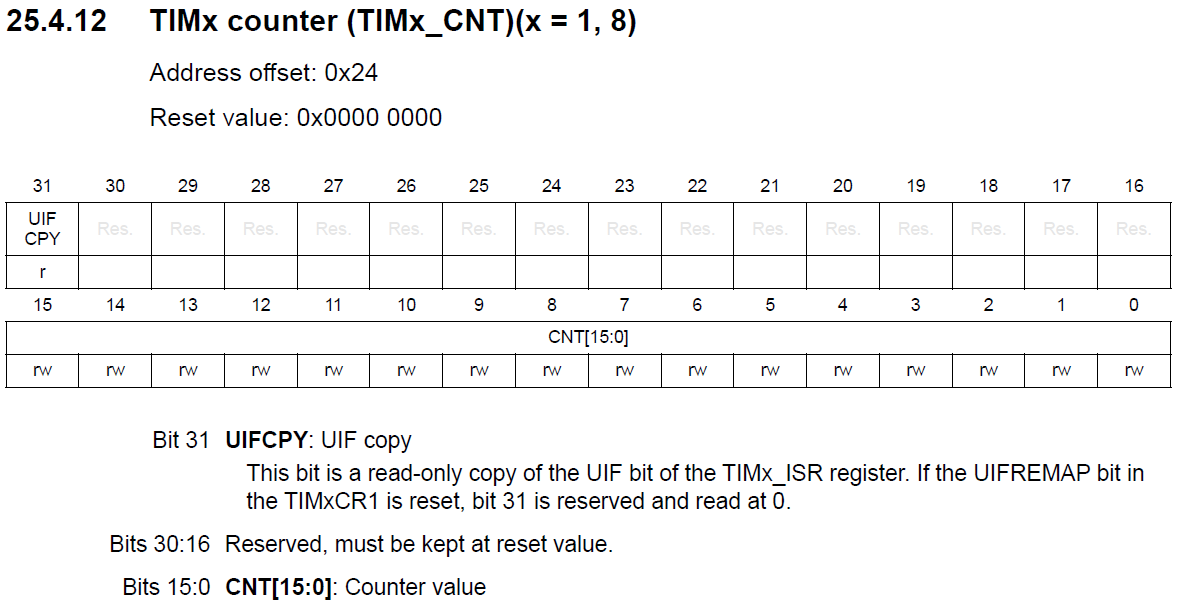 25.4.12 TIMx counter (TIMx_CNT)(x = 1, 8)
Address offset: 0x24
Reset value: 0x0000 0000
31 30 29 28 27 26 25 24 23 22 21 20 19 18 17 16
UIF
CPY Res. Res. Res. Res. Res. Res. Res. Res. Res. Res. Res. Res. Res. Res. Res.
r
15 14 13 12 11 10 9 8 7 6 5 4 3 2 1 0
CNT[15:0]
rw rw rw rw rw rw rw rw rw rw rw rw rw rw rw rw
Bit 31 UIFCPY: UIF copy
This bit is a read-only copy of the UIF bit of the TIMx_ISR register. If the UIFREMAP bit in
the TIMxCR1 is reset, bit 31 is reserved and read at 0.
Bits 30:16 Reserved, must be kept at reset value.
Bits 15:0 CNT[15:0]: Counter value